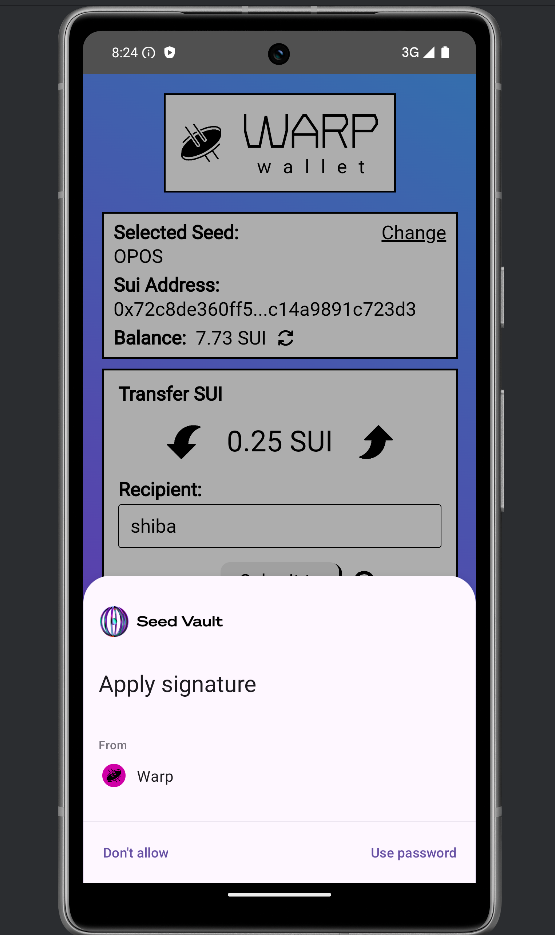 8:24
3G
WARP
wallet
Selected Seed:
Change
OPOS
Sui Address:
0x72c8de360ff5...c14a9891c723d3
Balance: 7.73 SUI
Transfer SUI
0.25 SUI
Recipient:
shiba
Seed Vault
Apply signature
From
Warp
Don't allow
Use password